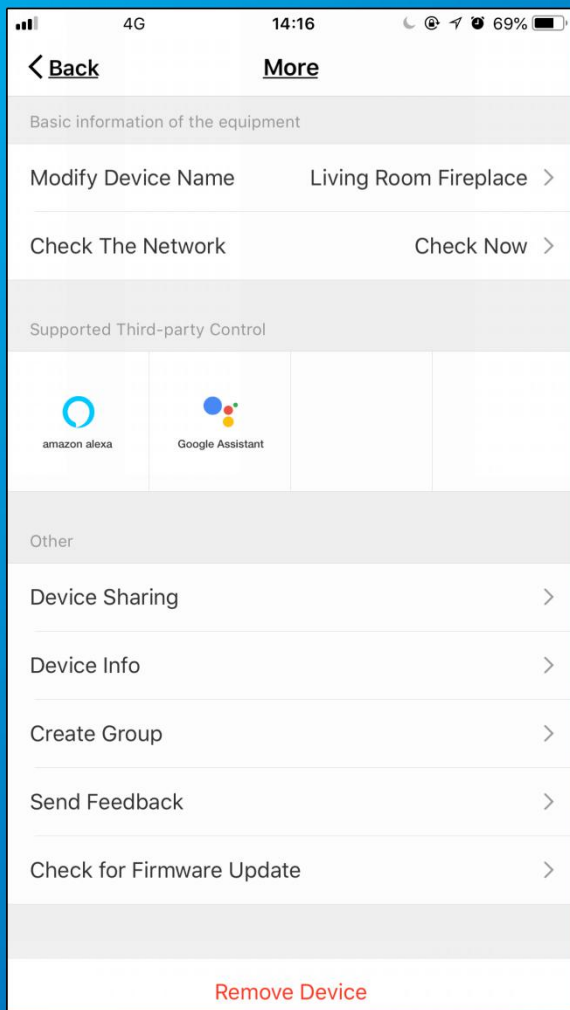 4G 14:16 69%
Back More
Basic information of the equipment
Modify Device Name Living Room Fireplace
Check The Network Check Now
Supported Third-party Control
amazon alexa Google Assistant
Other
Device Sharing
Device Info
Create Group
Send Feedback
Check for Firmware Update
Remove Device